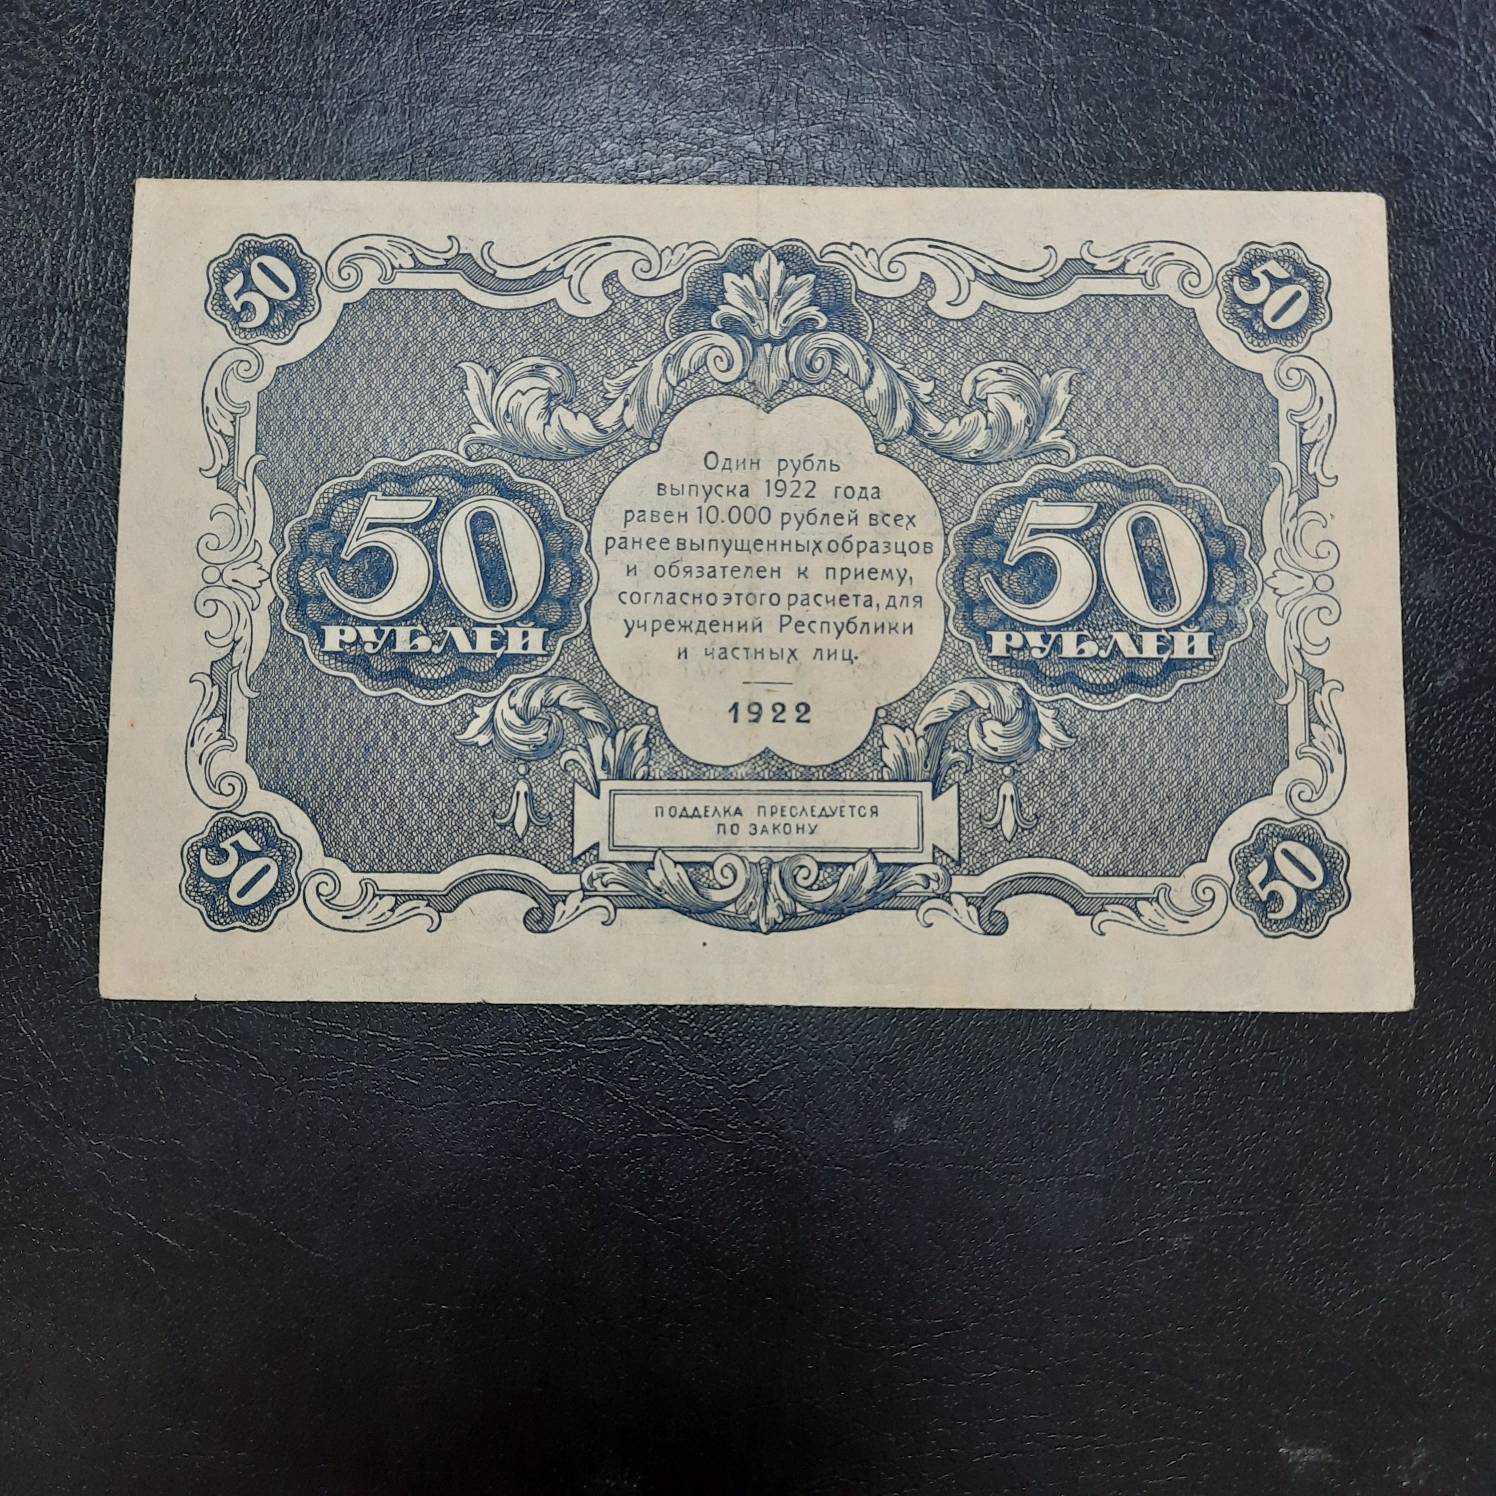 50
50
Один рубль
выпуска 1922 года
равен 10.000 рублей всех
ранее выпущенных образцов
и обязателен к приему,
согласно этого расчета, для
учреждений Республики
и частных лиц.
1922
50
РУБЛЕЙ
50
РУБЛЕЙ
ПОДДЕЛКА ПРЕСЛЕДУЕТСЯ
ПО ЗАКОНУ
50
50